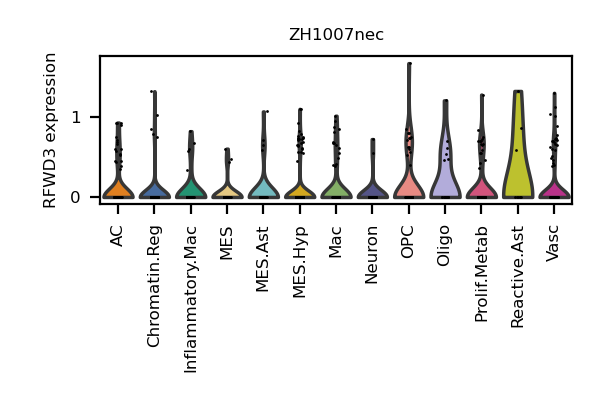 ZH1007nec
RFWD3 expression
1
0
AC
Chromatin.Reg
Inflammatory.Mac
MES
MES.Ast
MES.Hyp
Mac
Neuron
OPC
Oligo
Prolif.Metab
Reactive.Ast
Vasc